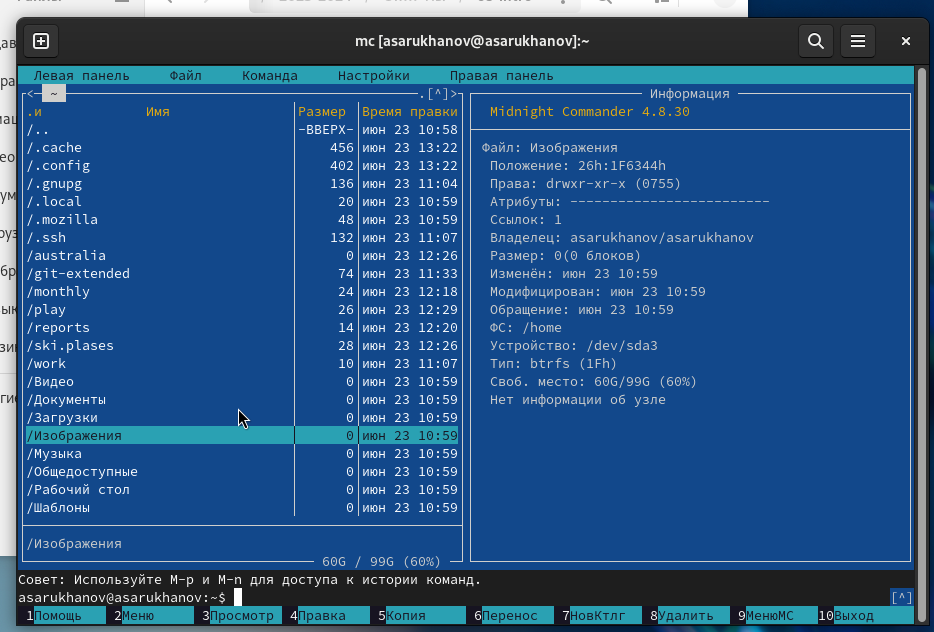 mc [asarukhanov@asarukhanov]:~
Левая панель Файл Команда Настройки Правая панель
<─ ~ .[^]> Информация
.и Имя Размер Время правки Midnight Commander 4.8.30
/.. -ВВЕРХ- июн 23 10:58
/.cache 456 июн 23 13:22 Файл: Изображения
/.config 402 июн 23 13:22 Положение: 26h:1F6344h
/.gnupg 136 июн 23 11:04 Права: drwxr-xr-x (0755)
/.local 20 июн 23 10:59 Атрибуты: -------------------------
/.mozilla 48 июн 23 10:59 Ссылок: 1
/.ssh 132 июн 23 11:07 Владелец: asarukhanov/asarukhanov
/australia 0 июн 23 12:26 Размер: 0(0 блоков)
/git-extended 74 июн 23 11:33 Изменён: июн 23 10:59
/monthly 24 июн 23 12:18 Модифицирован: июн 23 10:59
/play 26 июн 23 12:29 Обращение: июн 23 10:59
/reports 14 июн 23 12:20 ФС: /home
/ski.plases 28 июн 23 12:26 Устройство: /dev/sda3
/work 10 июн 23 11:07 Тип: btrfs (1Fh)
/Видео 0 июн 23 10:59 Своб. место: 60G/99G (60%)
/Документы 0 июн 23 10:59 Нет информации об узле
/Загрузки 0 июн 23 10:59
/Изображения 0 июн 23 10:59
/Музыка 0 июн 23 10:59
/Общедоступные 0 июн 23 10:59
/Рабочий стол 0 июн 23 10:59
/Шаблоны 0 июн 23 10:59
/Изображения
60G / 99G (60%)
Совет: Используйте M-p и M-n для доступа к истории команд.
asarukhanov@asarukhanov:~$ [^]
1Помощь 2Меню 3Просмотр 4Правка 5Копия 6Перенос 7НовКтлг 8Удалить 9МенюMC 10Выход